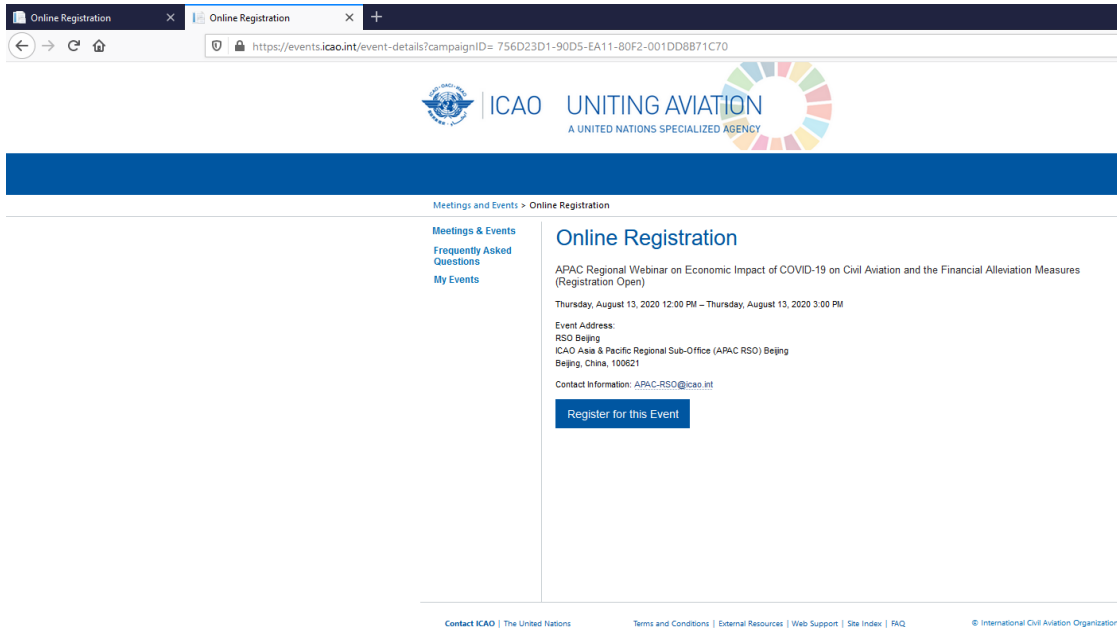 Online Registration
Online Registration
https://events.icao.int/event-details?campaignID= 756D23D1-90D5-EA11-80F2-001DD8B71C70
ICAO UNITING AVIATION
A UNITED NATIONS SPECIALIZED AGENCY
Meetings and Events > Online Registration
Meetings & Events
Frequently Asked
Questions
My Events
Online Registration
APAC Regional Webinar on Economic Impact of COVID-19 on Civil Aviation and the Financial Alleviation Measures
(Registration Open)
Thursday, August 13, 2020 12:00 PM – Thursday, August 13, 2020 3:00 PM
Event Address:
RSO Beijing
ICAO Asia & Pacific Regional Sub-Office (APAC RSO) Beijing
Beijing, China, 100621
Contact Information: APAC-RSO@icao.int
Register for this Event
Contact ICAO | The United Nations
Terms and Conditions | External Resources | Web Support | Site Index | FAQ
© International Civil Aviation Organization